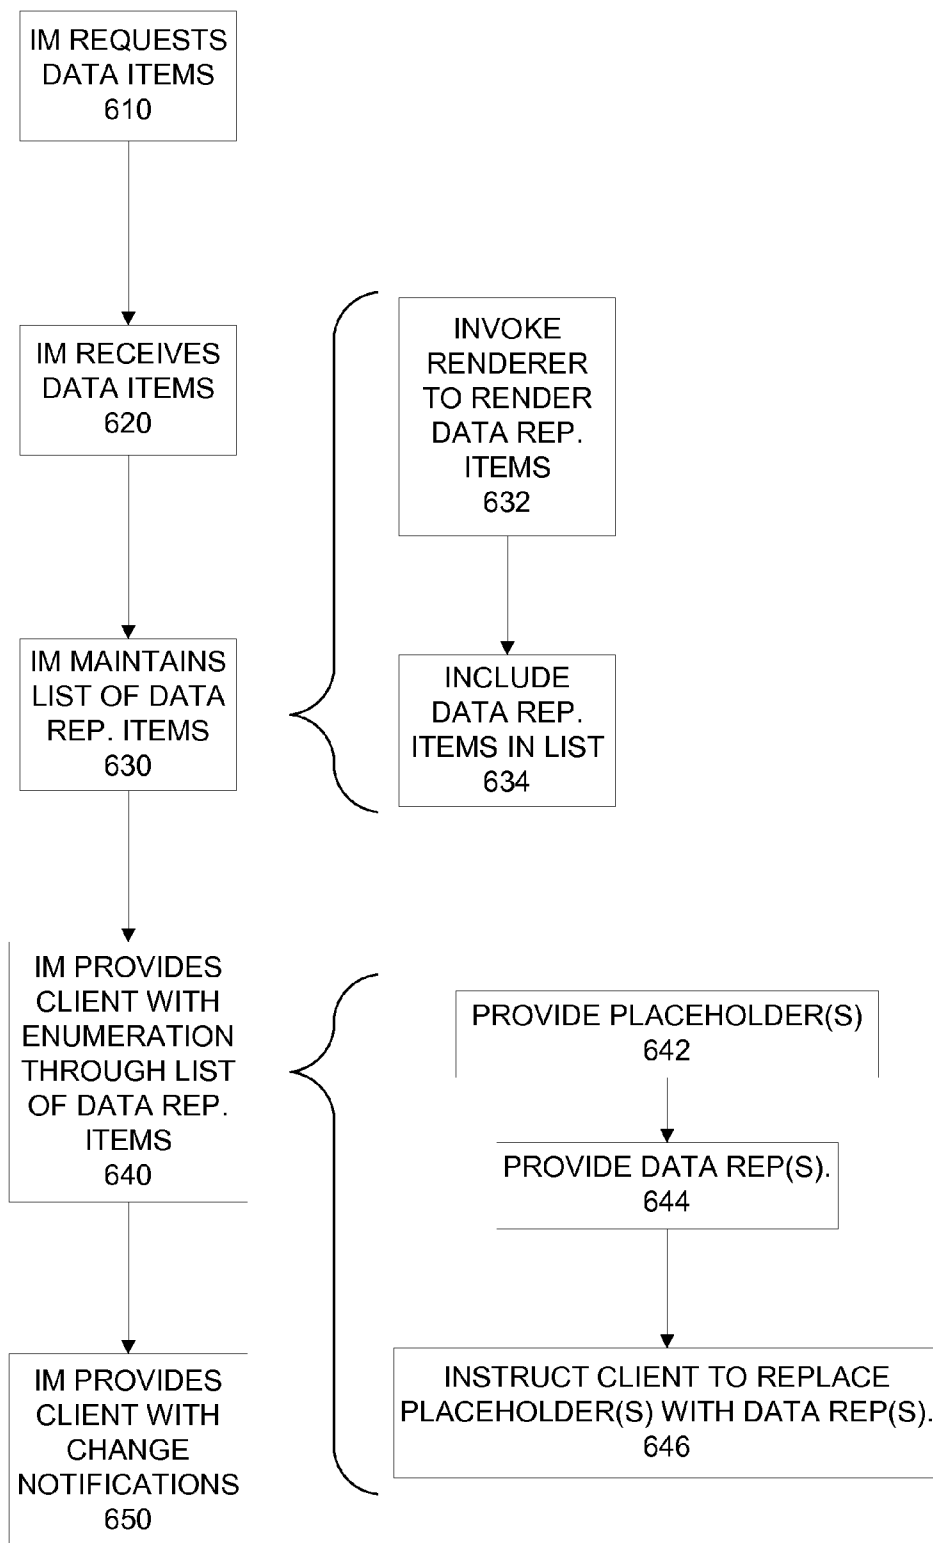 IM REQUESTS
DATA ITEMS
610
IM RECEIVES
DATA ITEMS
620
IM MAINTAINS
LIST OF DATA
REP. ITEMS
630
INVOKE
RENDERER
TO RENDER
DATA REP.
ITEMS
632
INCLUDE
DATA REP.
ITEMS IN LIST
634
IM PROVIDES
CLIENT WITH
ENUMERATION
THROUGH LIST
OF DATA REP.
ITEMS
640
PROVIDE PLACEHOLDER(S)
642
PROVIDE DATA REP(S).
644
INSTRUCT CLIENT TO REPLACE
PLACEHOLDER(S) WITH DATA REP(S).
646
IM PROVIDES
CLIENT WITH
CHANGE
NOTIFICATIONS
650